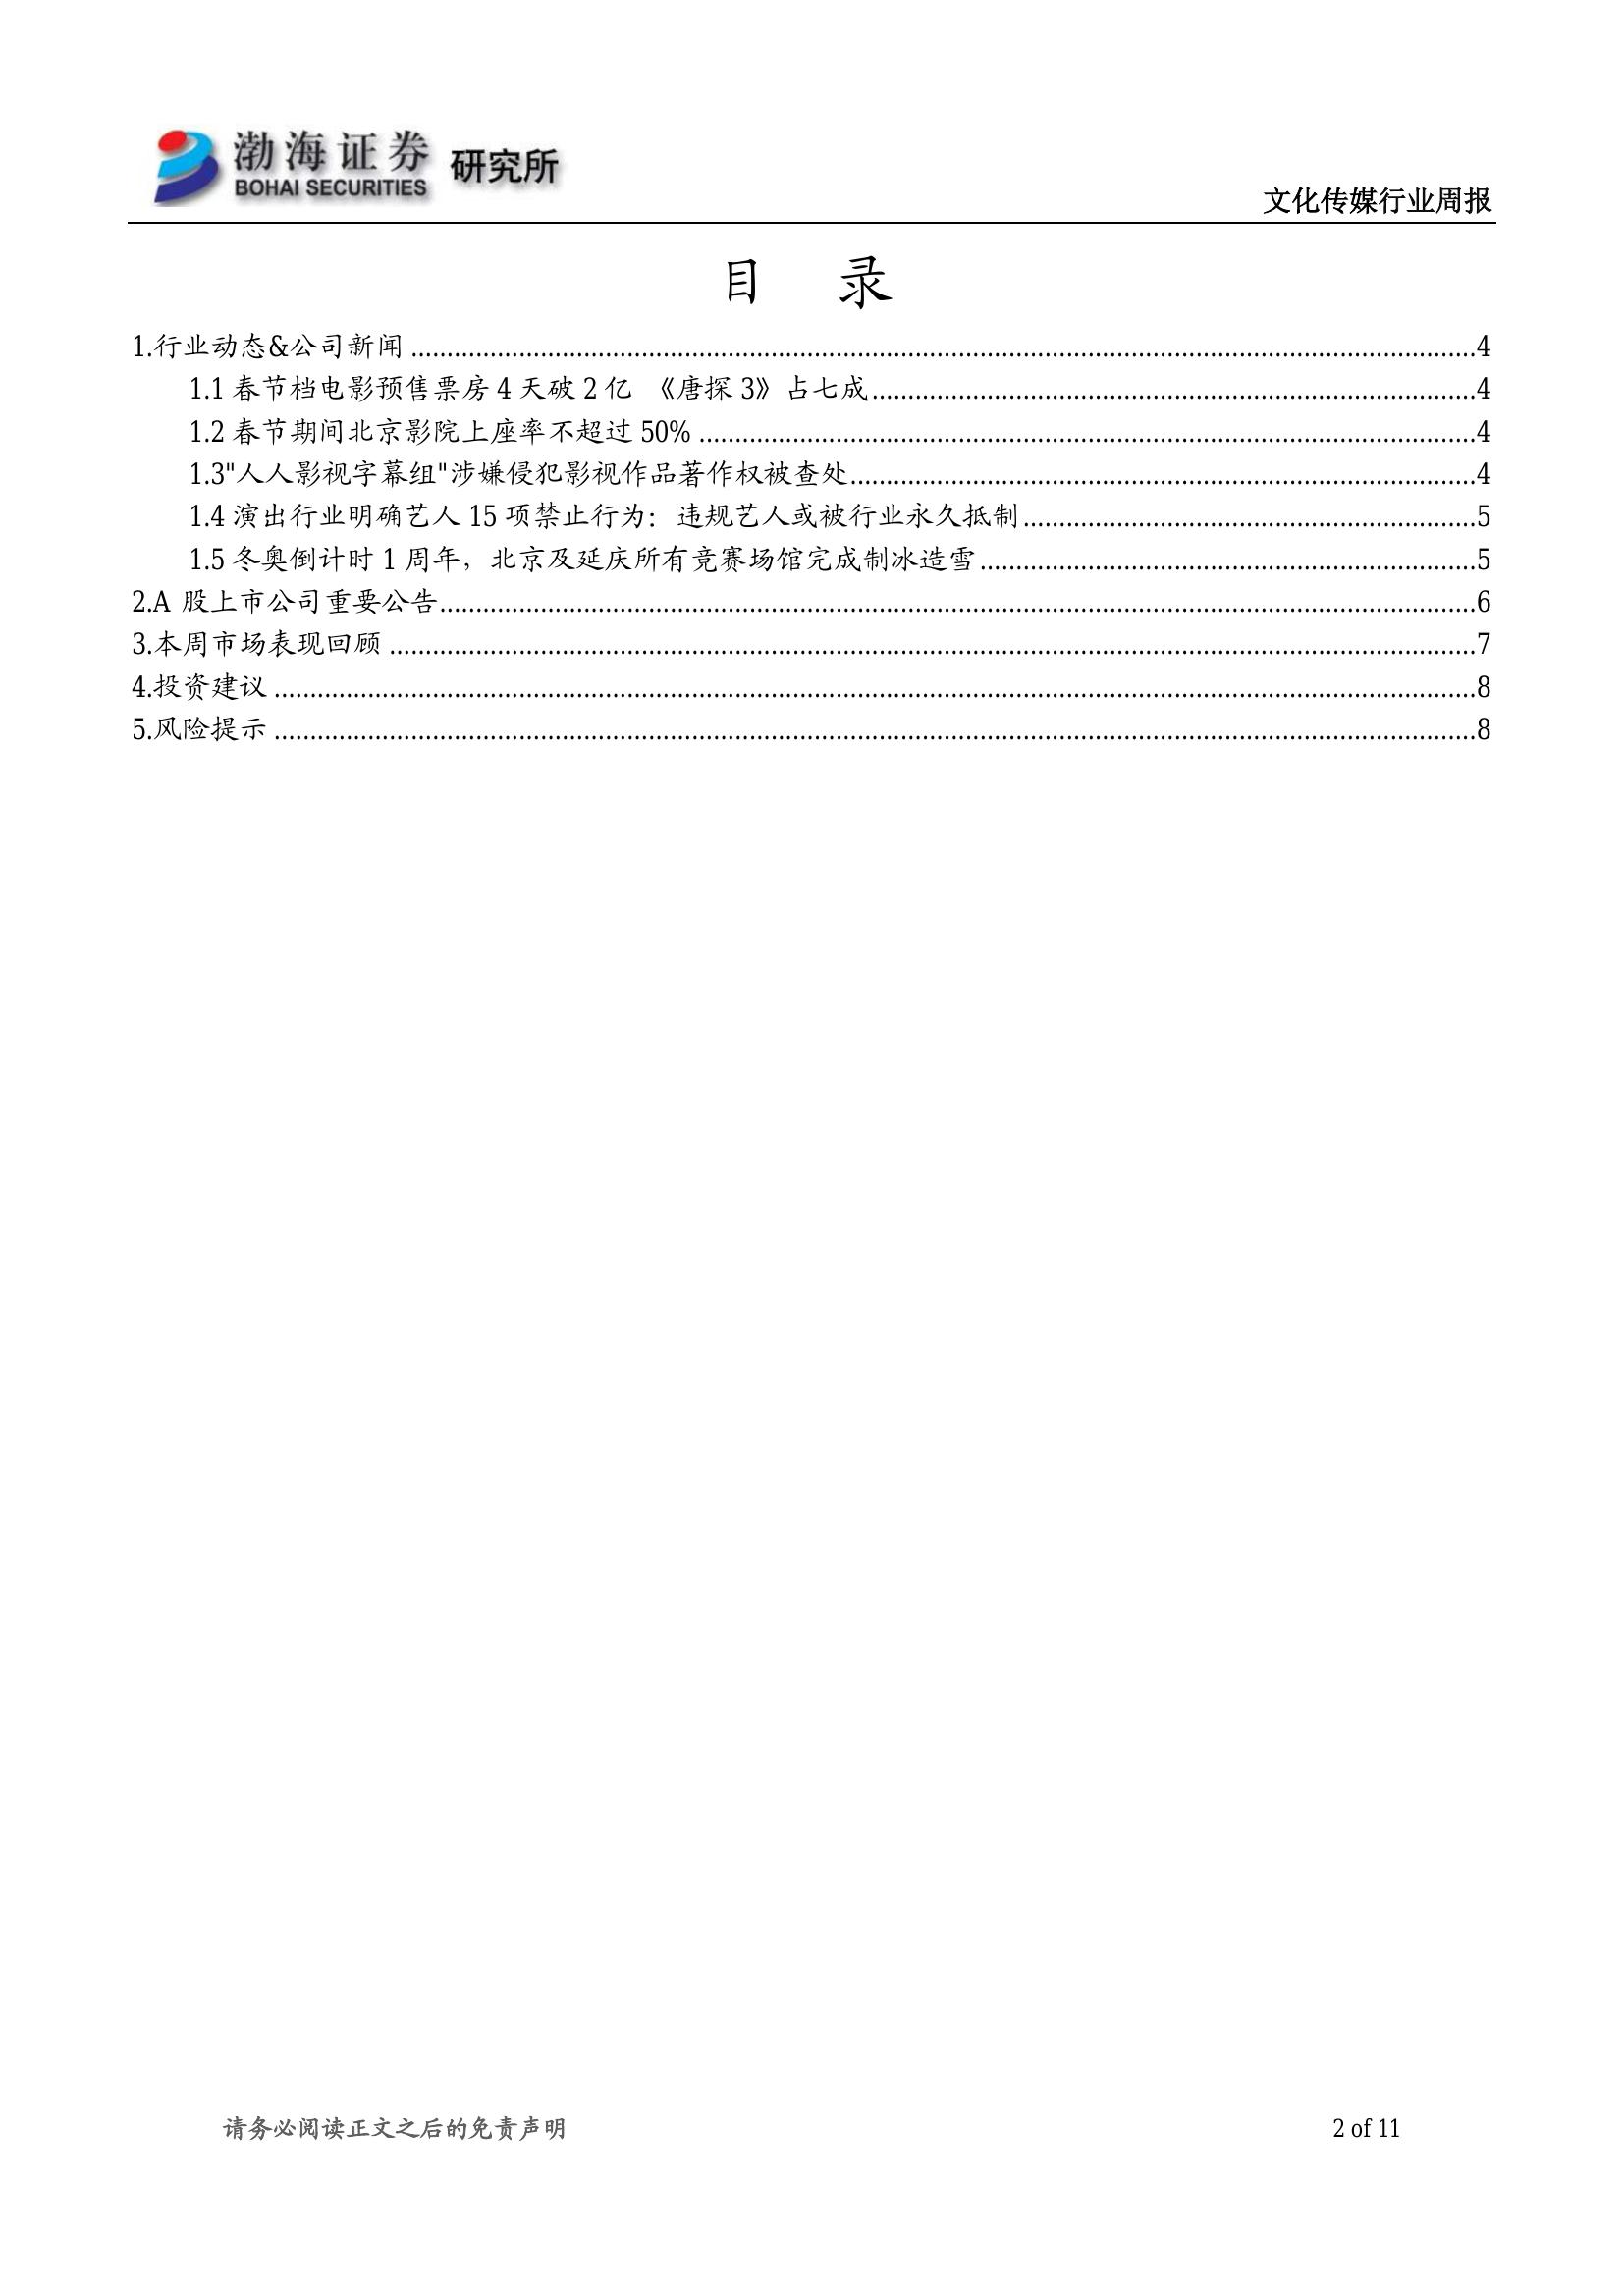 渤海证券 研究所
BOHAI SECURITIES
文化传媒行业周报
目 录
1.行业动态&公司新闻 ........................................................ 4
1.1 春节档电影预售票房 4 天破 2 亿 《唐探 3》占七成 ........................................................ 4
1.2 春节期间北京影院上座率不超过 50% ........................................................ 4
1.3"人人影视字幕组"涉嫌侵犯影视作品著作权被查处 ........................................................ 4
1.4 演出行业明确艺人 15 项禁止行为：违规艺人或被行业永久抵制 ........................................................ 5
1.5 冬奥倒计时 1 周年，北京及延庆所有竞赛场馆完成制冰造雪 ........................................................ 5
2.A 股上市公司重要公告 ........................................................ 6
3.本周市场表现回顾 ........................................................ 7
4.投资建议 ........................................................ 8
5.风险提示 ........................................................ 8
请务必阅读正文之后的免责声明
2 of 11